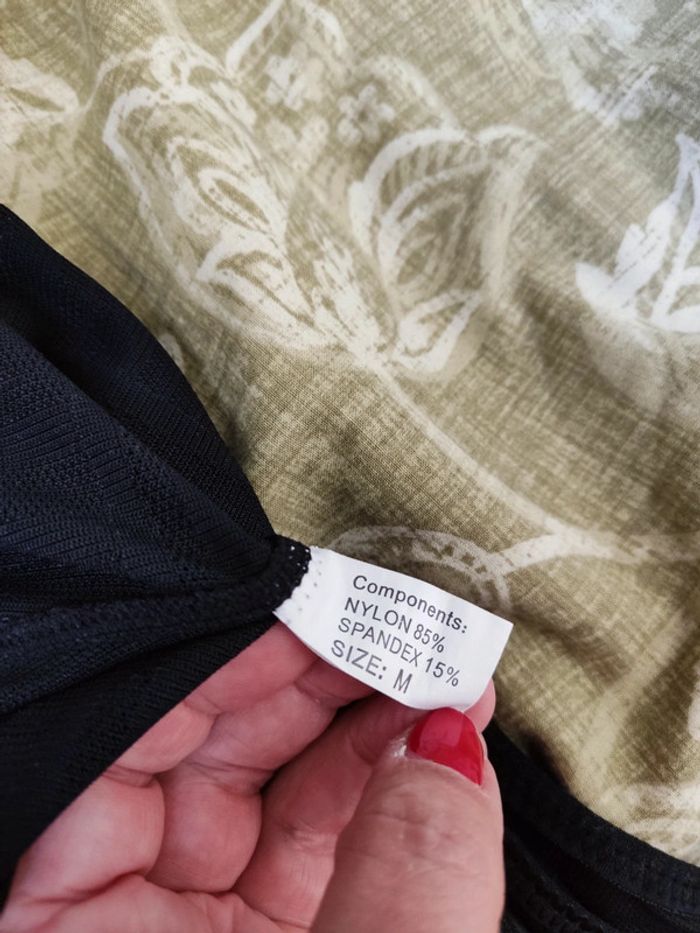 Components:
NYLON 85%
SPANDEX 15%
SIZE: M